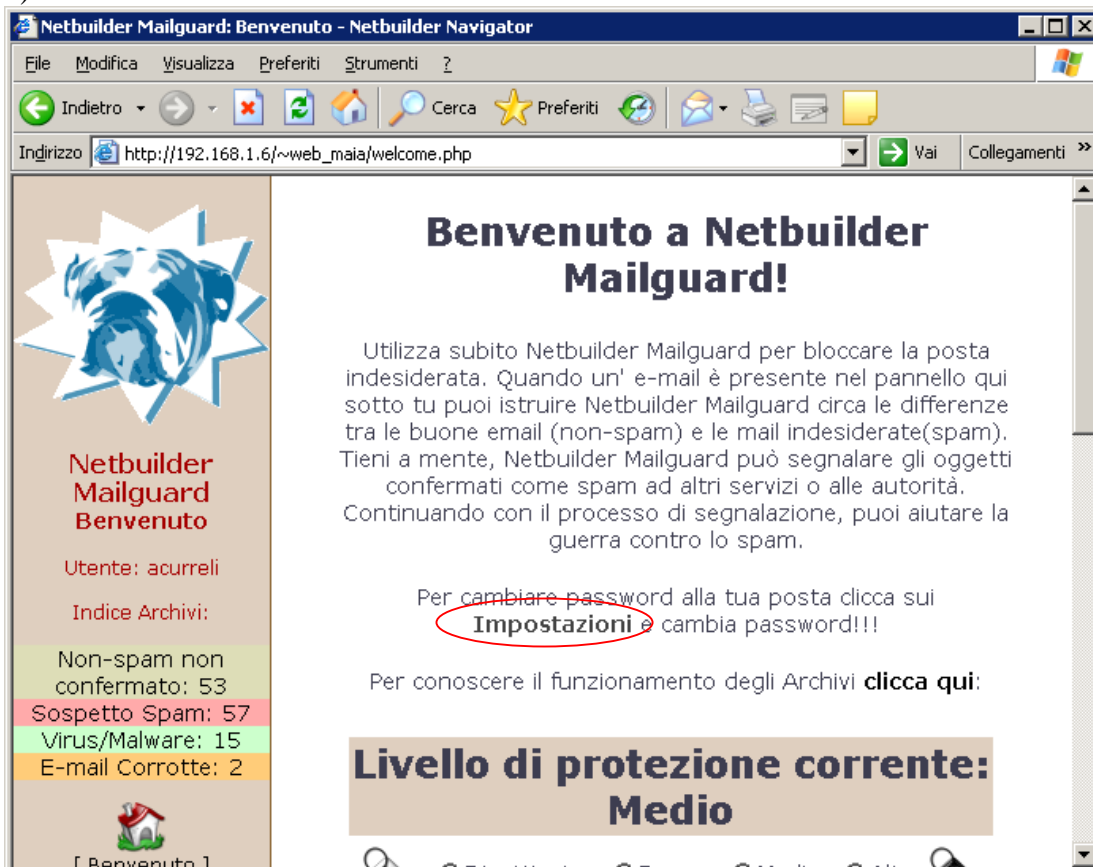 Netbuilder Mailguard: Benvenuto - Netbuilder Navigator
File Modifica Visualizza Preferiti Strumenti ?
Indietro Cerca Preferiti
Indirizzo http://192.168.1.6/~web_maia/welcome.php Vai Collegamenti »
Netbuilder
Mailguard
Benvenuto
Utente: acurreli
Indice Archivi:
Non-spam non
confermato: 53
Sospetto Spam: 57
Virus/Malware: 15
E-mail Corrotte: 2
[ Benvenuto ]
Benvenuto a Netbuilder
Mailguard!
Utilizza subito Netbuilder Mailguard per bloccare la posta
indesiderata. Quando un' e-mail è presente nel pannello qui
sotto tu puoi istruire Netbuilder Mailguard circa le differenze
tra le buone email (non-spam) e le mail indesiderate(spam).
Tieni a mente, Netbuilder Mailguard può segnalare gli oggetti
confermati come spam ad altri servizi o alle autorità.
Continuando con il processo di segnalazione, puoi aiutare la
guerra contro lo spam.
Per cambiare password alla tua posta clicca sui
Impostazioni e cambia password!!!
Per conoscere il funzionamento degli Archivi clicca qui:
Livello di protezione corrente:
Medio